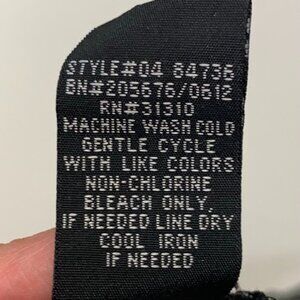 STYLE#04 84736
BN#205676/0612
RN#31310
MACHINE WASH COLD
GENTLE CYCLE
WITH LIKE COLORS
NON-CHLORINE
BLEACH ONLY.
IF NEEDED LINE DRY
COOL IRON
IF NEEDED